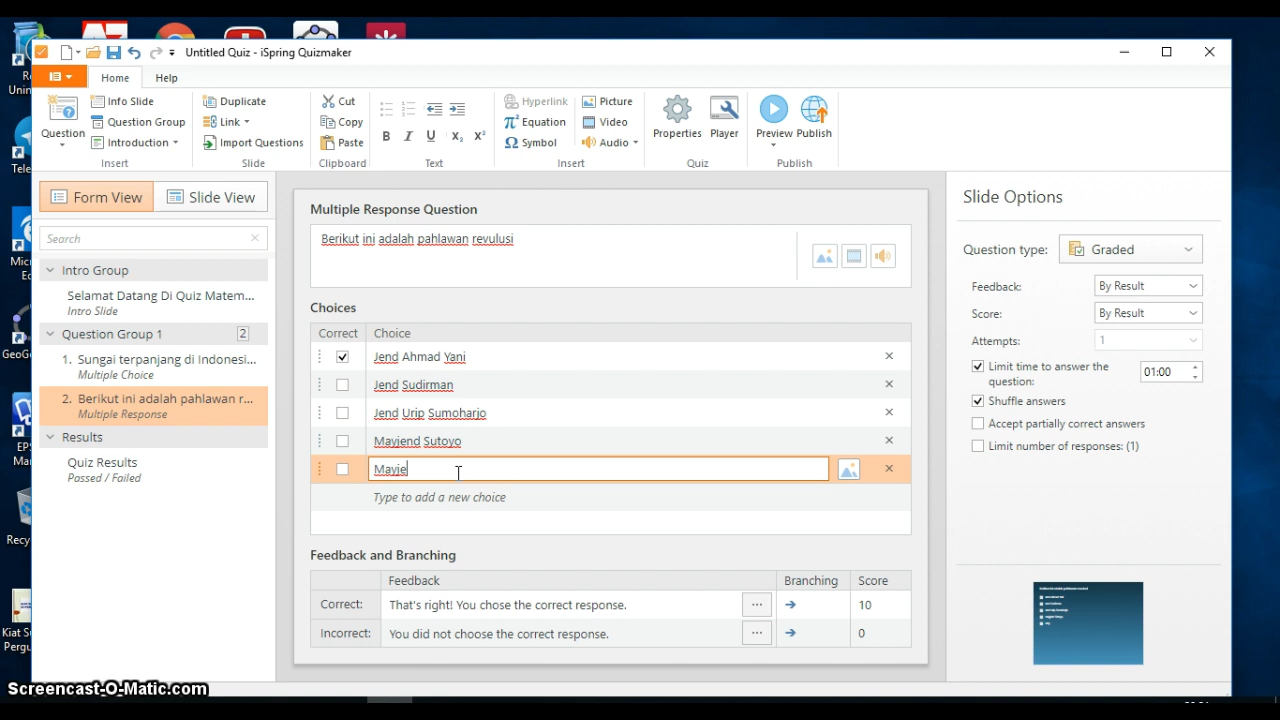 Untitled Quiz - iSpring Quizmaker
Home
Help
Question
Info Slide
Question Group
Introduction
Insert
Duplicate
Link
Import Questions
Slide
Cut
Copy
Paste
Clipboard
B I U X₂ X²
Text
Hyperlink
Equation
Symbol
Picture
Video
Audio
Insert
Properties
Player
Quiz
Preview
Publish
Publish
Form View
Slide View
Search
Intro Group
Selamat Datang Di Quiz Matem...
Intro Slide
Question Group 1 2
1. Sungai terpanjang di Indonesi...
Multiple Choice
2. Berikut ini adalah pahlawan r...
Multiple Response
Results
Quiz Results
Passed / Failed
Multiple Response Question
Berikut ini adalah pahlawan revulusi
Choices
Correct Choice
Jend Ahmad Yani
Jend Sudirman
Jend Urip Sumoharjo
Mayjend Sutoyo
Mayje
Type to add a new choice
Feedback and Branching
Feedback Branching Score
Correct: That's right! You chose the correct response. ... 10
Incorrect: You did not choose the correct response. ... 0
Slide Options
Question type: Graded
Feedback: By Result
Score: By Result
Attempts: 1
Limit time to answer the
question: 01:00
Shuffle answers
Accept partially correct answers
Limit number of responses: (1)
Screencast-O-Matic.com